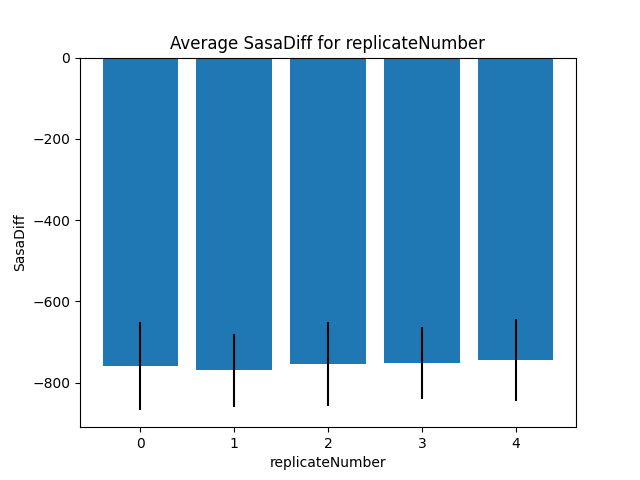 Average SasaDiff for replicateNumber
0
−200
−400
−600
−800
SasaDiff
0 1 2 3 4
replicateNumber